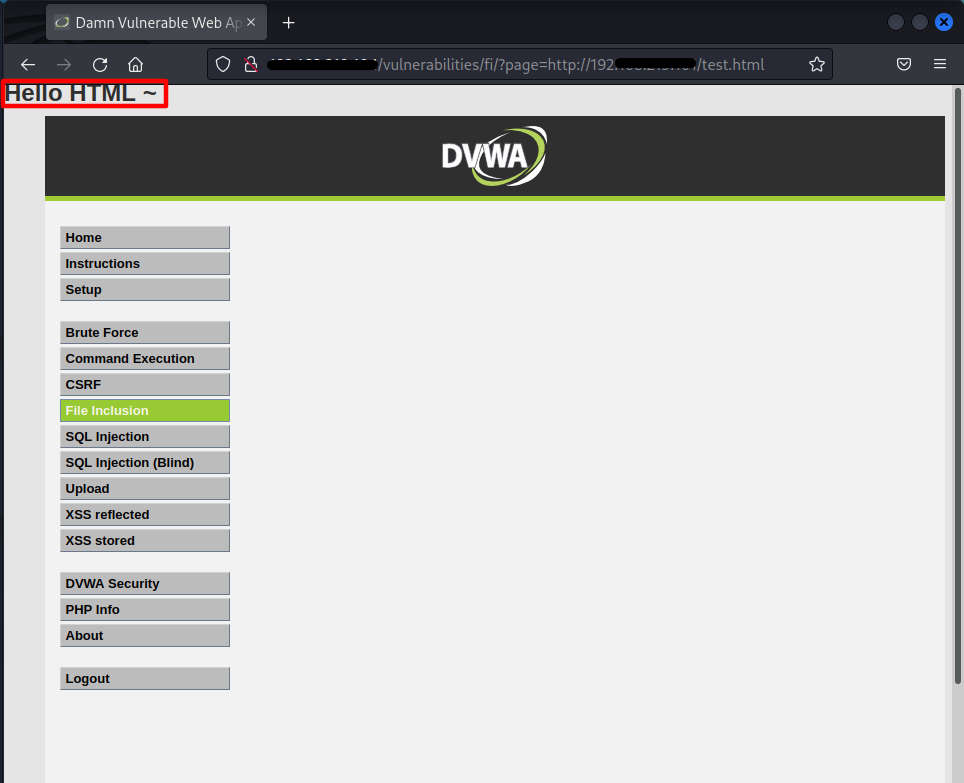 Damn Vulnerable Web Ap
/vulnerabilities/fi/?page=http://192. /test.html
Hello HTML ~
DVWA
Home
Instructions
Setup
Brute Force
Command Execution
CSRF
File Inclusion
SQL Injection
SQL Injection (Blind)
Upload
XSS reflected
XSS stored
DVWA Security
PHP Info
About
Logout